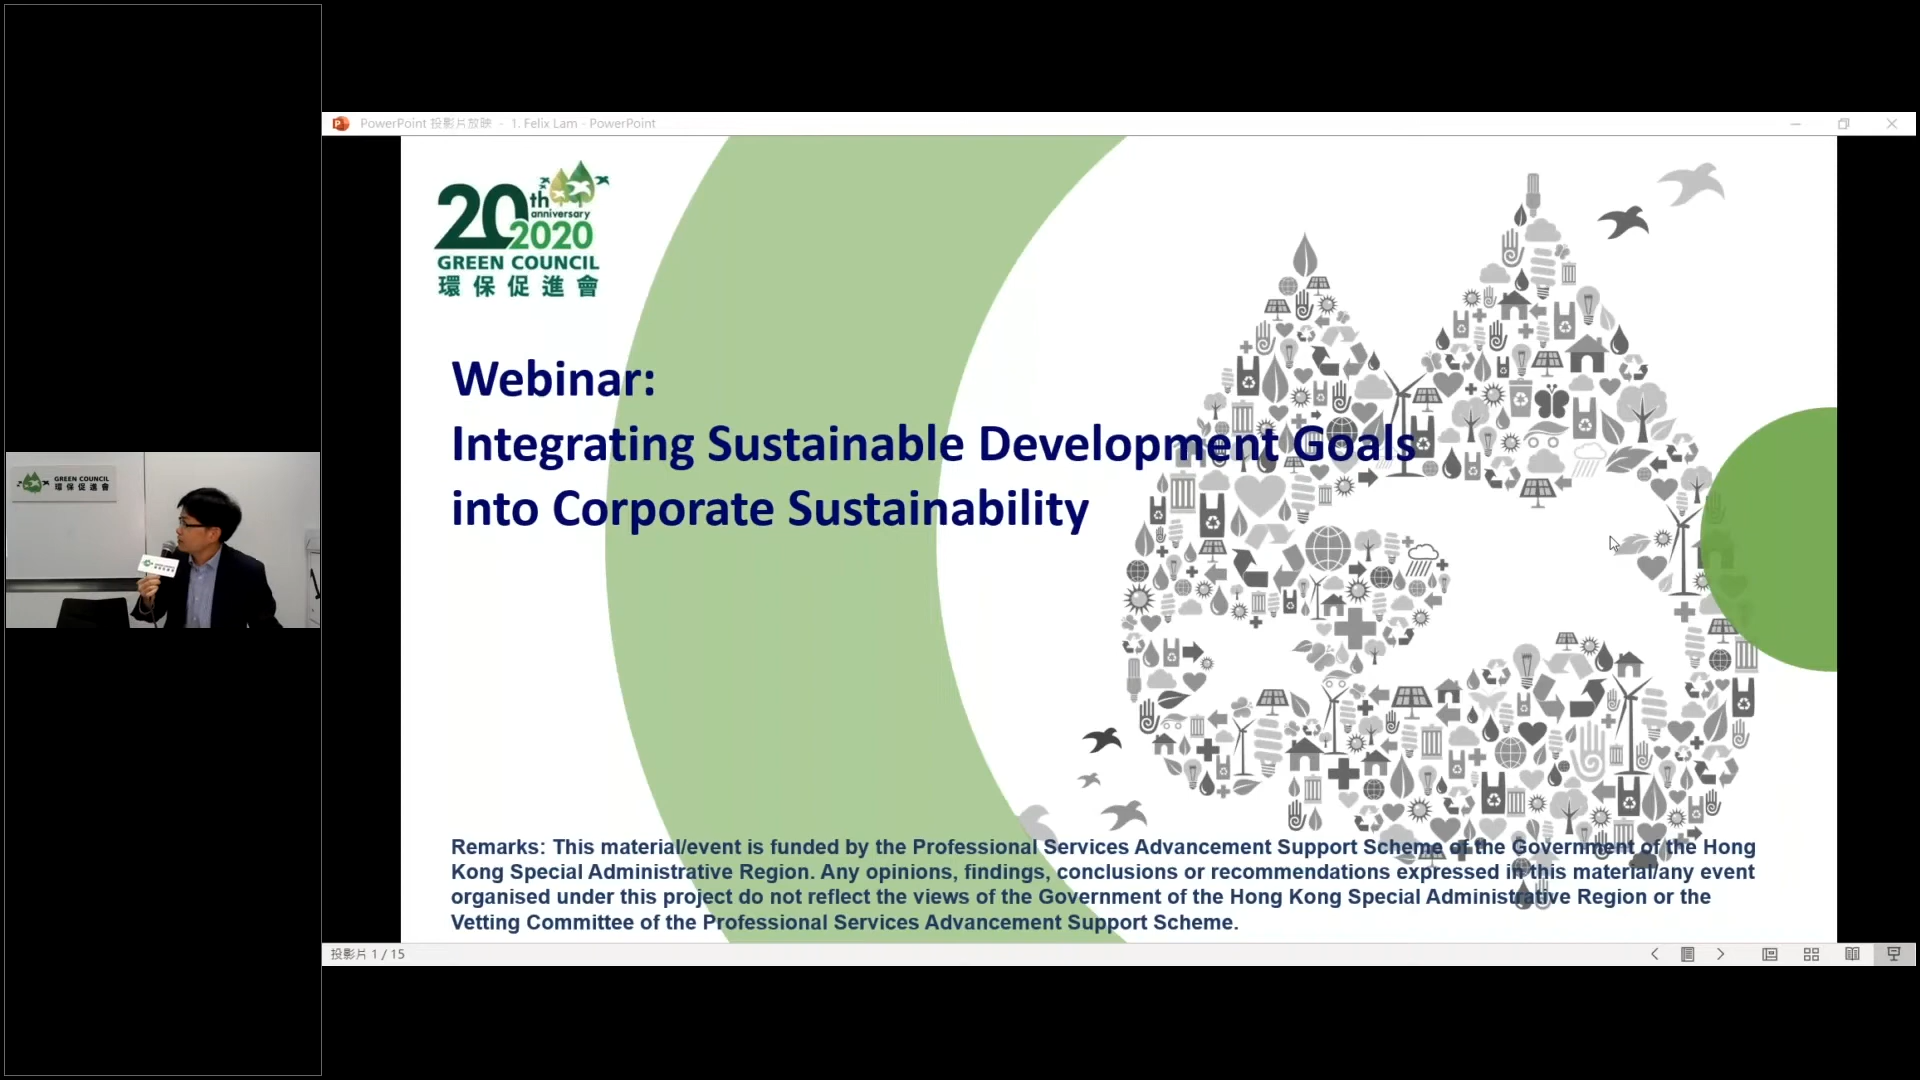 PowerPoint 投影片放映 - 1. Felix Lam - PowerPoint
20th
anniversary
2020
GREEN COUNCIL
環保促進會
Webinar:
Integrating Sustainable Development Goals
into Corporate Sustainability
GREEN COUNCIL
環保促進會
Remarks: This material/event is funded by the Professional Services Advancement Support Scheme of the Government of the Hong
Kong Special Administrative Region. Any opinions, findings, conclusions or recommendations expressed in this material/any event
organised under this project do not reflect the views of the Government of the Hong Kong Special Administrative Region or the
Vetting Committee of the Professional Services Advancement Support Scheme.
投影片 1 / 15